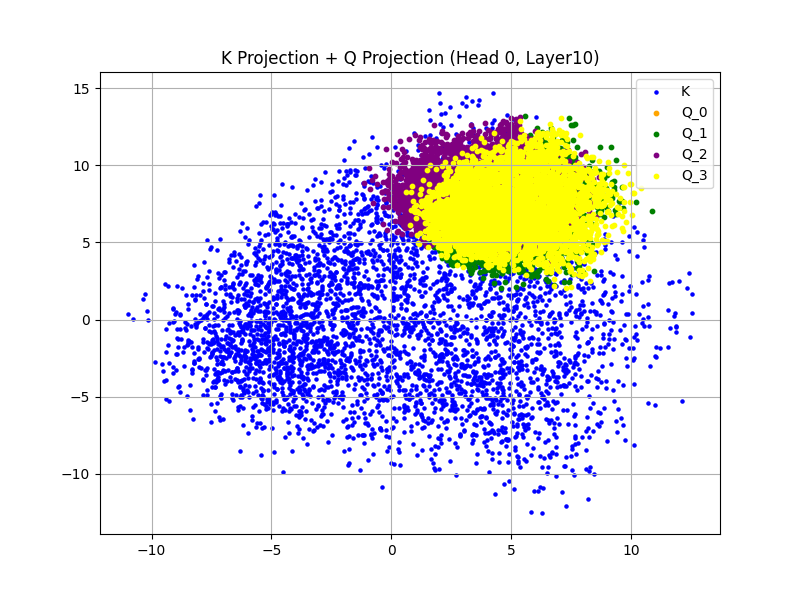 K Projection + Q Projection (Head 0, Layer10)
K
Q_0
Q_1
Q_2
Q_3
15
10
5
0
−5
−10
−10
−5
0
5
10